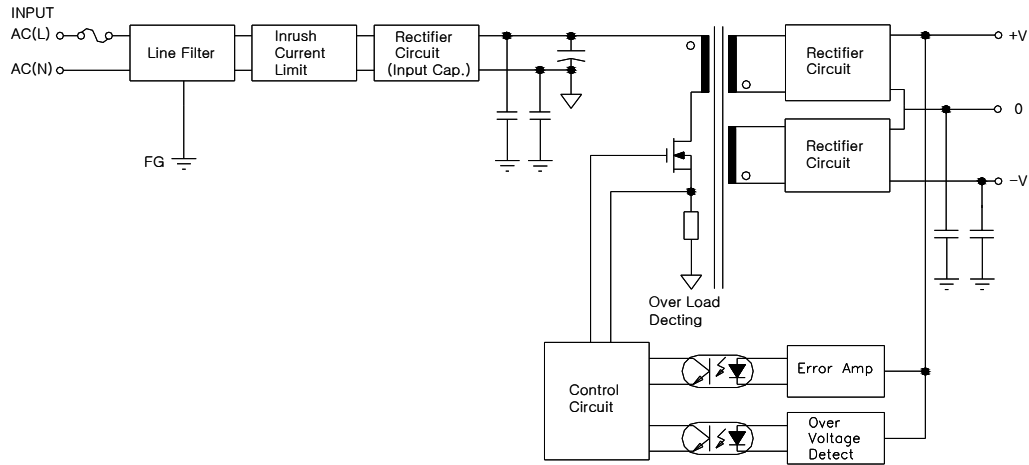 INPUT
AC(L)
AC(N)
Line Filter
Inrush
Current
Limit
Rectifier
Circuit
(Input Cap.)
FG
Rectifier
Circuit
Rectifier
Circuit
+V
0
-V
Over Load
Decting
Control
Circuit
Error Amp
Over
Voltage
Detect